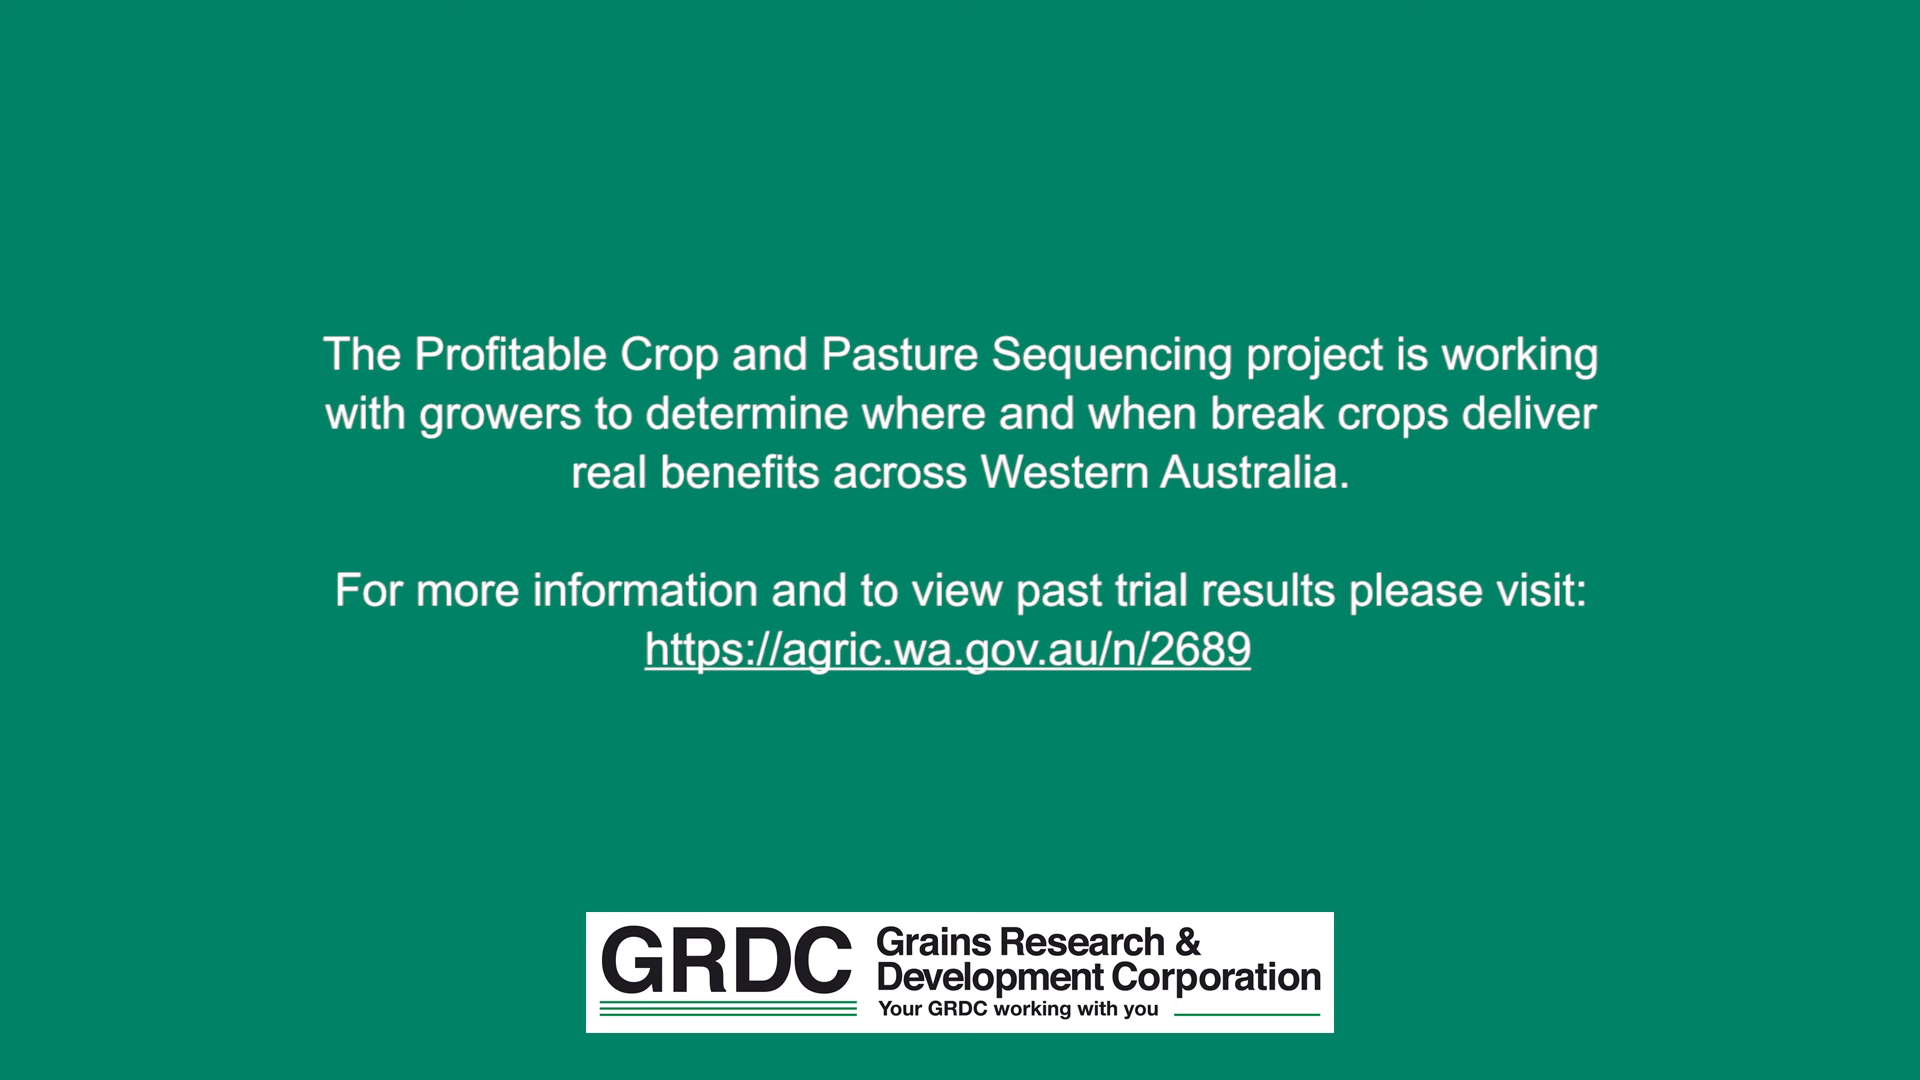 The Profitable Crop and Pasture Sequencing project is working
with growers to determine where and when break crops deliver
real benefits across Western Australia.
For more information and to view past trial results please visit:
https://agric.wa.gov.au/n/2689
GRDC
Grains Research &
Development Corporation
Your GRDC working with you